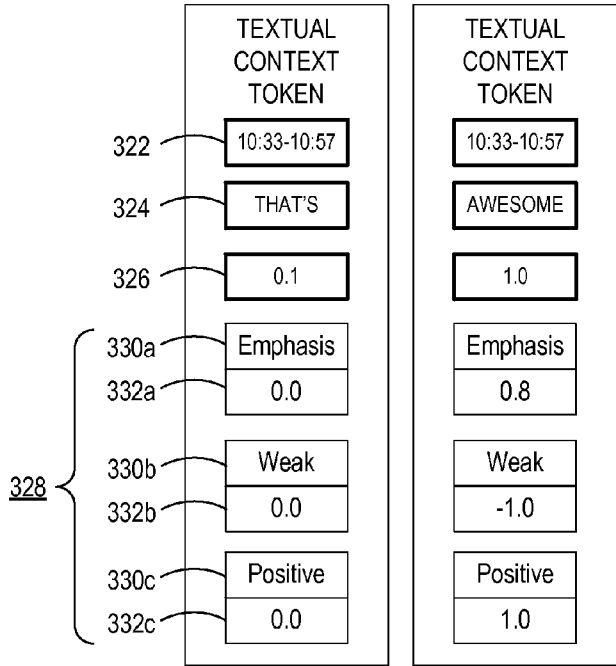 TEXTUAL
CONTEXT
TOKEN
TEXTUAL
CONTEXT
TOKEN
322
10:33-10:57
10:33-10:57
324
THAT'S
AWESOME
326
0.1
1.0
330a
Emphasis
Emphasis
332a
0.0
0.8
328
330b
Weak
Weak
332b
0.0
-1.0
330c
Positive
Positive
332c
0.0
1.0